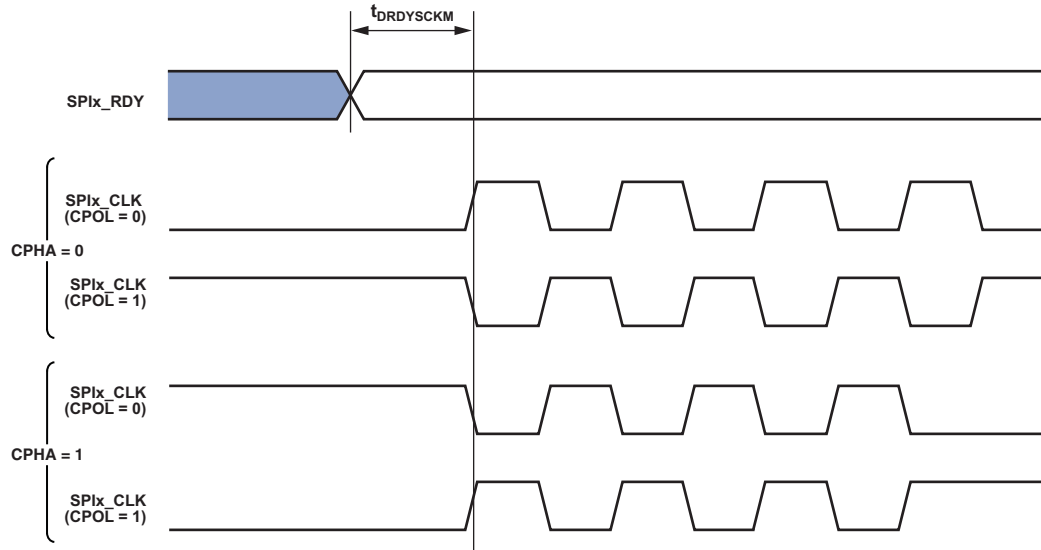 tDRDYSCKM
SPIx_RDY
SPIx_CLK
(CPOL = 0)
CPHA = 0
SPIx_CLK
(CPOL = 1)
SPIx_CLK
(CPOL = 0)
CPHA = 1
SPIx_CLK
(CPOL = 1)